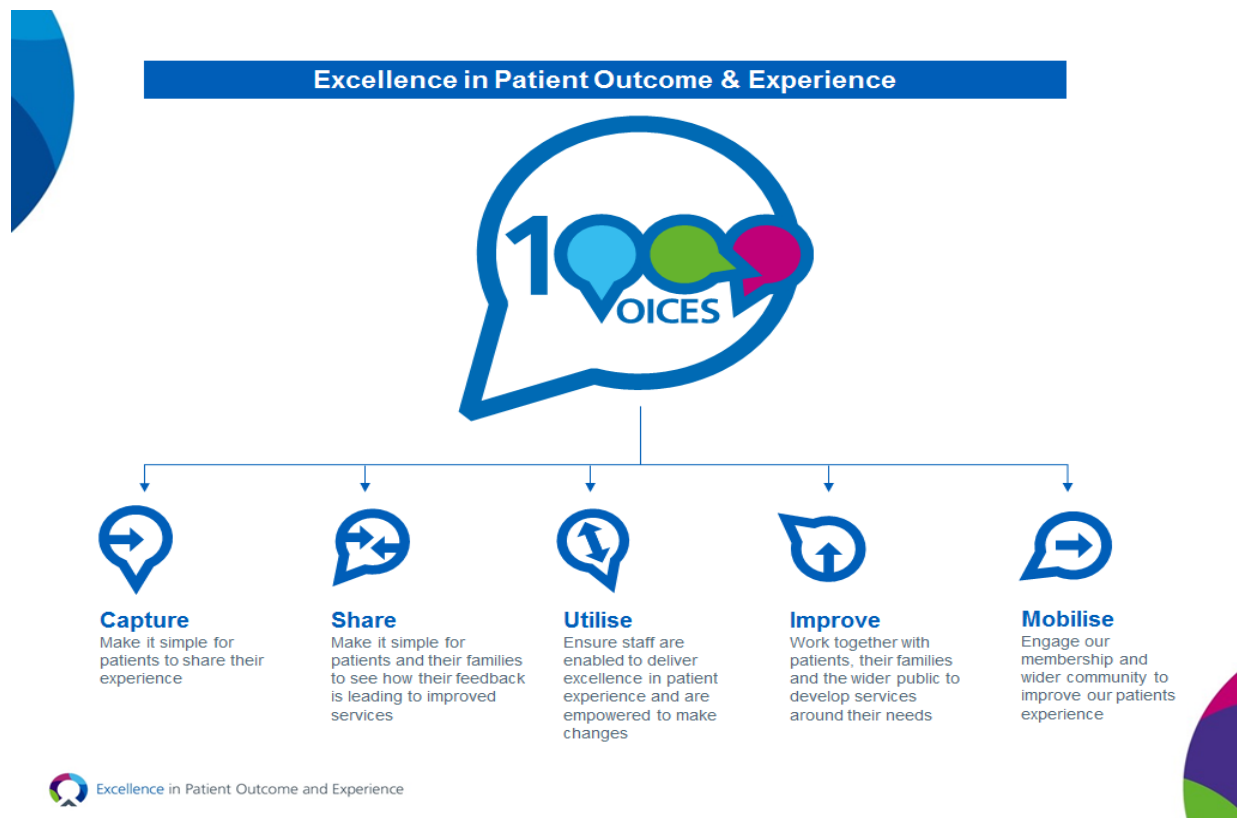 Excellence in Patient Outcome & Experience
1000
VOICES
Capture
Make it simple for
patients to share their
experience
Share
Make it simple for
patients and their families
to see how their feedback
is leading to improved
services
Utilise
Ensure staff are
enabled to deliver
excellence in patient
experience and are
empowered to make
changes
Improve
Work together with
patients, their families
and the wider public to
develop services
around their needs
Mobilise
Engage our
membership and
wider community to
improve our patients
experience
Excellence in Patient Outcome and Experience